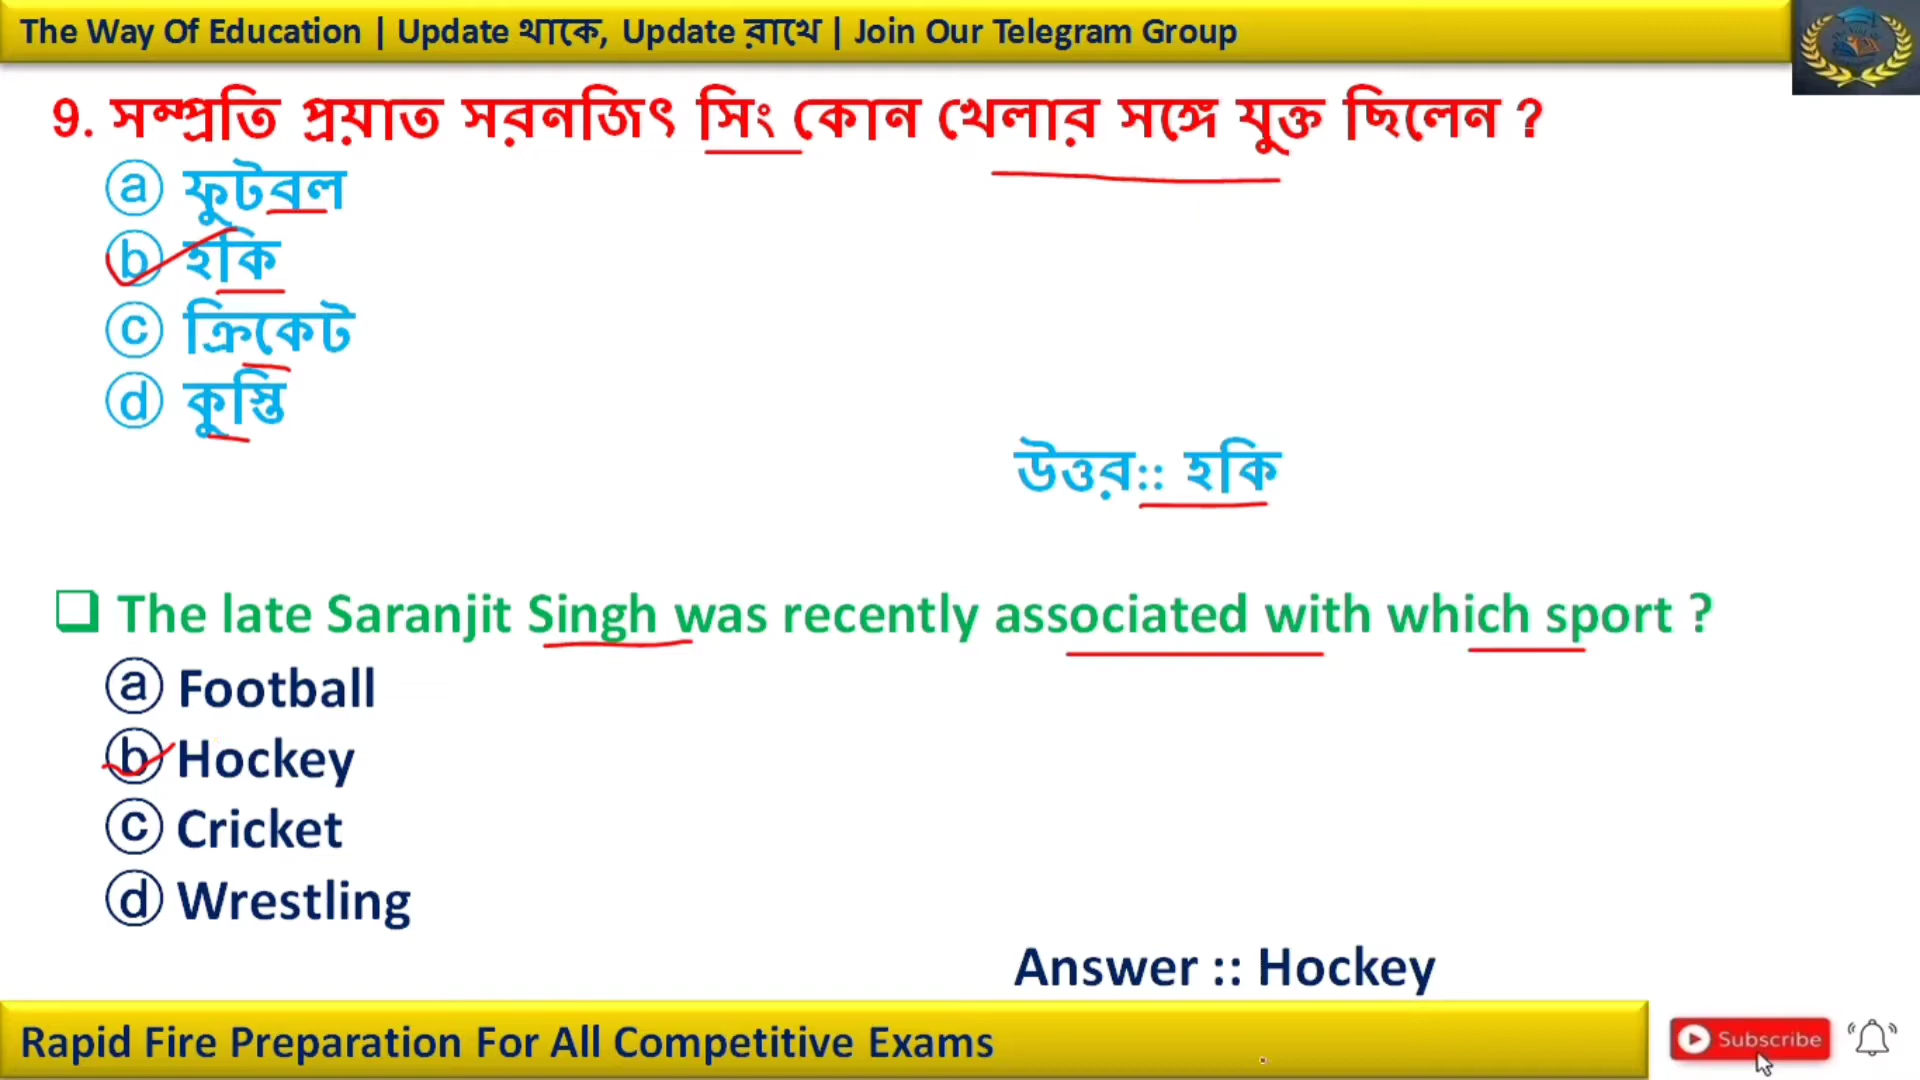 The Way Of Education | Update থাকে, Update রাখে | Join Our Telegram Group
9. সম্প্রতি প্রয়াত সরনজিৎ সিং কোন খেলার সঙ্গে যুক্ত ছিলেন ?
ⓐ ফুটবল
ⓑ হকি
ⓒ ক্রিকেট
ⓓ কুস্তি
উত্তর:: হকি
❑ The late Saranjit Singh was recently associated with which sport ?
ⓐ Football
ⓑ Hockey
ⓒ Cricket
ⓓ Wrestling
Answer :: Hockey
Rapid Fire Preparation For All Competitive Exams
Subscribe